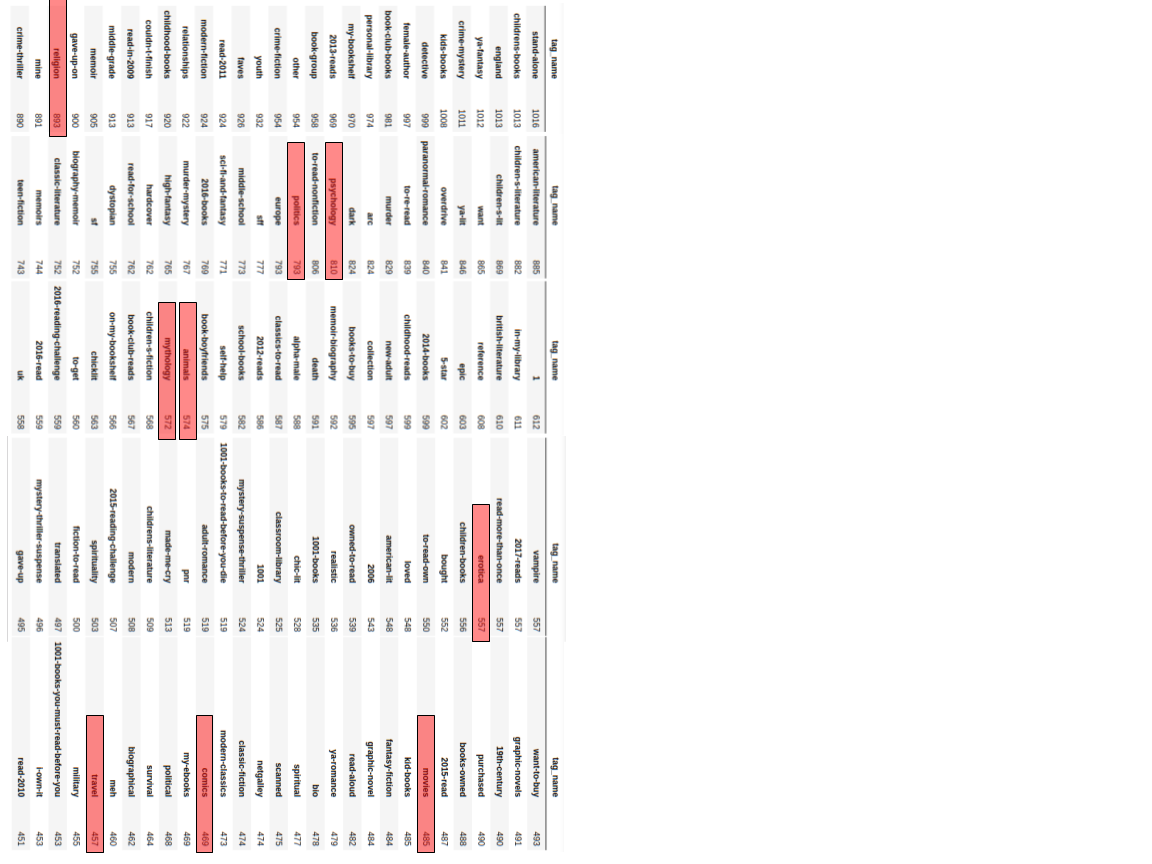 tag_name
stand-alone 1016
childrens-books 1013
england 1013
ya-fantasy 1012
crime-mystery 1011
kids-books 1008
detective 999
female-author 997
book-club-books 981
personal-library 974
my-bookshelf 970
2013-reads 969
book-group 958
other 954
crime-fiction 954
youth 932
faves 926
read-2011 924
modern-fiction 924
relationships 922
childhood-books 920
couldn-t-finish 917
read-in-2009 913
middle-grade 913
memoir 905
gave-up-on 900
religion 893
mine 891
crime-thriller 890
tag_name
american-literature 885
children-s-literature 882
children-s-lit 869
want 865
ya-lit 846
overdrive 841
paranormal-romance 840
to-re-read 839
murder 829
arc 824
dark 824
psychology 810
to-read-nonfiction 806
politics 793
europe 793
sff 777
middle-school 773
sci-fi-and-fantasy 771
2016-books 769
murder-mystery 767
high-fantasy 765
hardcover 762
read-for-school 762
dystopian 755
sf 755
biography-memoir 752
classic-literature 752
memoirs 744
teen-fiction 743
tag_name
1 612
in-my-library 611
british-literature 610
reference 608
epic 603
5-star 602
2014-books 599
childhood-reads 599
new-adult 597
collection 597
books-to-buy 595
memoir-biography 592
death 591
alpha-male 588
classics-to-read 587
2012-reads 586
school-books 582
self-help 579
book-boyfriends 575
animals 574
mythology 572
children-s-fiction 568
book-club-reads 567
on-my-bookshelf 566
chicklit 563
to-get 560
2016-reading-challenge 559
2016-read 559
uk 558
tag_name
vampire 557
2017-reads 557
read-more-than-once 557
erotica 557
children-books 556
bought 552
to-read-own 550
loved 548
american-lit 548
2006 543
owned-to-read 539
realistic 536
1001-books 535
chic-lit 528
classroom-library 525
1001 524
mystery-suspense-thriller 524
1001-books-to-read-before-you-die 519
adult-romance 519
pnr 519
made-me-cry 513
childrens-literature 509
modern 508
2015-reading-challenge 507
spirituality 503
fiction-to-read 500
translated 497
mystery-thriller-suspense 496
gave-up 495
tag_name
want-to-buy 493
graphic-novels 491
19th-century 490
purchased 490
books-owned 488
2015-read 487
movies 485
kid-books 485
fantasy-fiction 484
graphic-novel 484
read-aloud 482
ya-romance 479
bio 478
spiritual 477
scanned 475
netgalley 474
classic-fiction 474
modern-classics 473
comics 469
my-ebooks 469
political 468
survival 464
biographical 462
meh 460
travel 457
military 455
1001-books-you-must-read-before-you 453
i-own-it 453
read-2010 451